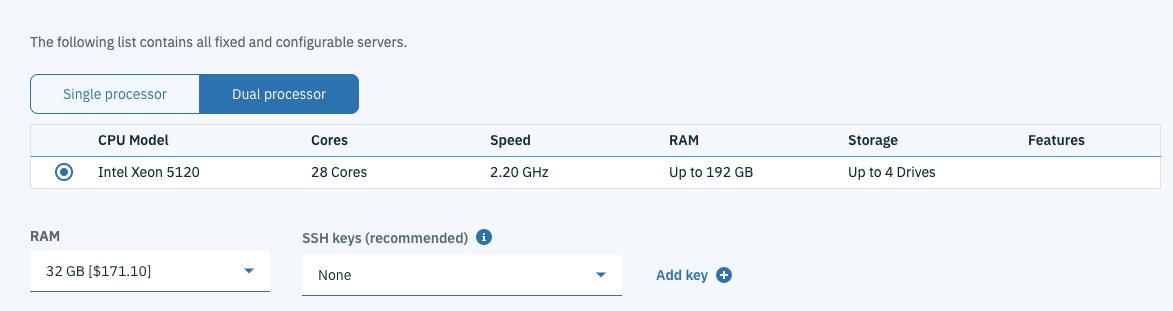 The following list contains all fixed and configurable servers.
Single processor Dual processor
CPU Model Cores Speed RAM Storage Features
Intel Xeon 5120 28 Cores 2.20 GHz Up to 192 GB Up to 4 Drives
RAM SSH keys (recommended)
32 GB [$171.10] None Add key